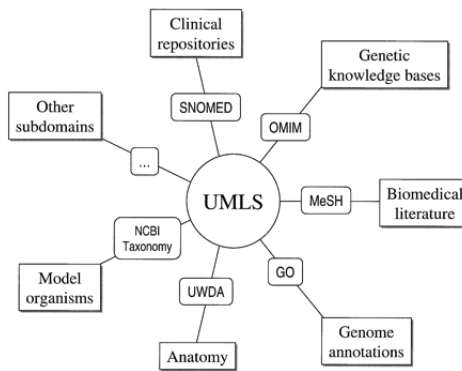 Clinical
repositories
Genetic
knowledge bases
SNOMED
OMIM
Other
subdomains
...
UMLS
MeSH
Biomedical
literature
NCBI
Taxonomy
Model
organisms
UWDA
GO
Anatomy
Genome
annotations